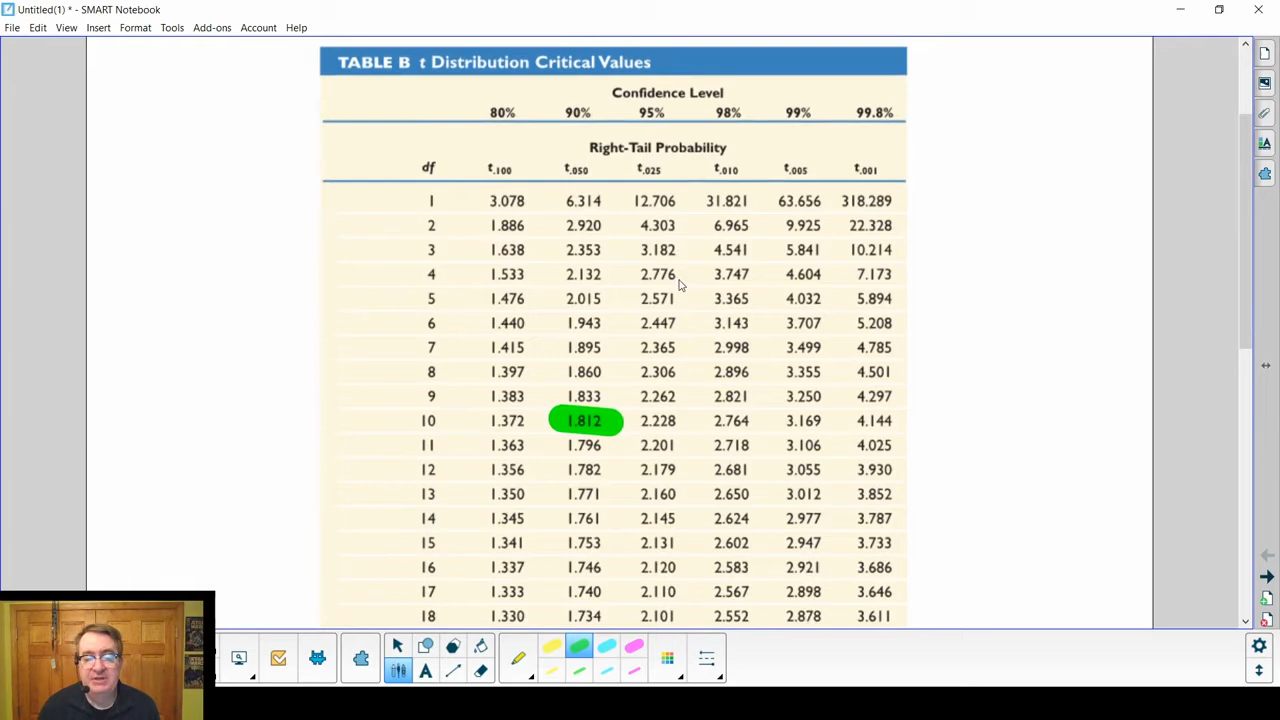 Untitled(1) * - SMART Notebook
File Edit View Insert Format Tools Add-ons Account Help
TABLE B t Distribution Critical Values
Confidence Level
80% 90% 95% 98% 99% 99.8%
Right-Tail Probability
df t.100 t.050 t.025 t.010 t.005 t.001
1 3.078 6.314 12.706 31.821 63.656 318.289
2 1.886 2.920 4.303 6.965 9.925 22.328
3 1.638 2.353 3.182 4.541 5.841 10.214
4 1.533 2.132 2.776 3.747 4.604 7.173
5 1.476 2.015 2.571 3.365 4.032 5.894
6 1.440 1.943 2.447 3.143 3.707 5.208
7 1.415 1.895 2.365 2.998 3.499 4.785
8 1.397 1.860 2.306 2.896 3.355 4.501
9 1.383 1.833 2.262 2.821 3.250 4.297
10 1.372 1.812 2.228 2.764 3.169 4.144
11 1.363 1.796 2.201 2.718 3.106 4.025
12 1.356 1.782 2.179 2.681 3.055 3.930
13 1.350 1.771 2.160 2.650 3.012 3.852
14 1.345 1.761 2.145 2.624 2.977 3.787
15 1.341 1.753 2.131 2.602 2.947 3.733
16 1.337 1.746 2.120 2.583 2.921 3.686
17 1.333 1.740 2.110 2.567 2.898 3.646
18 1.330 1.734 2.101 2.552 2.878 3.611